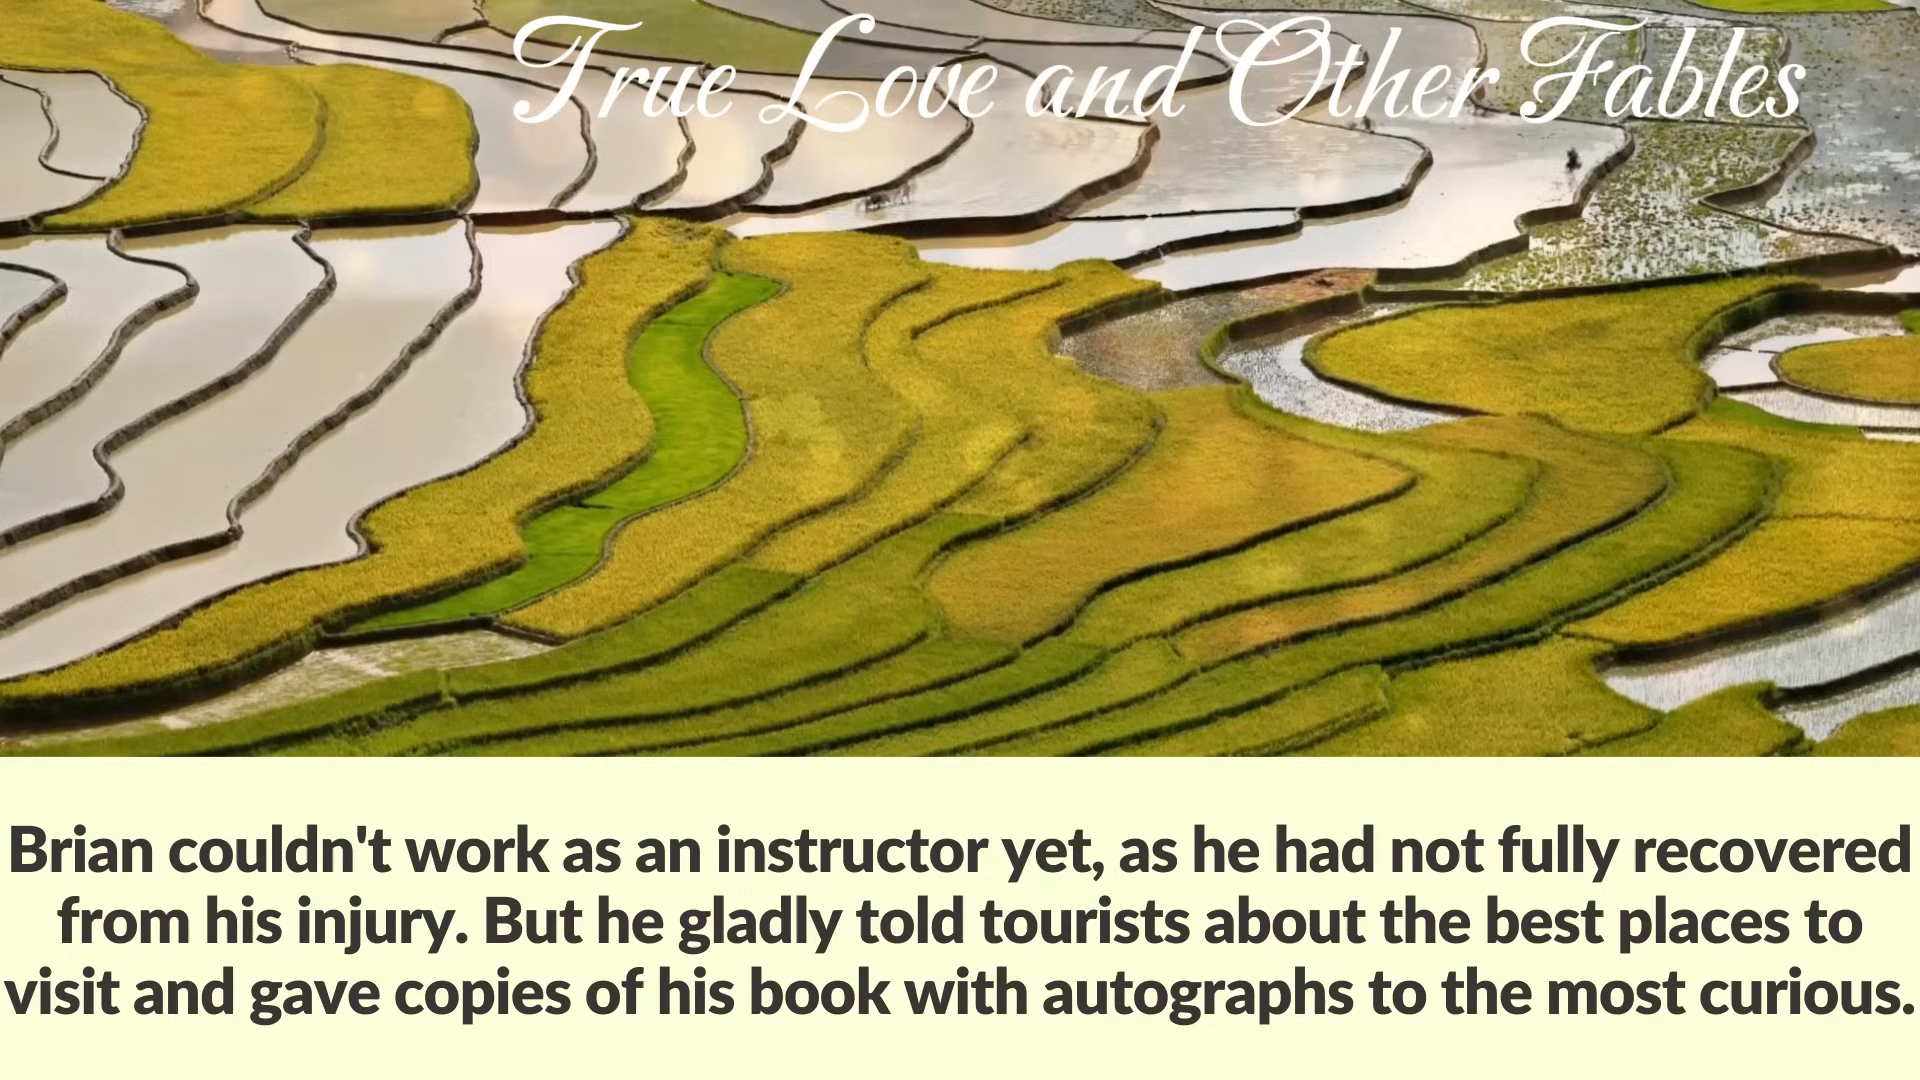 True Love and Other Fables
Brian couldn't work as an instructor yet, as he had not fully recovered
from his injury. But he gladly told tourists about the best places to
visit and gave copies of his book with autographs to the most curious.